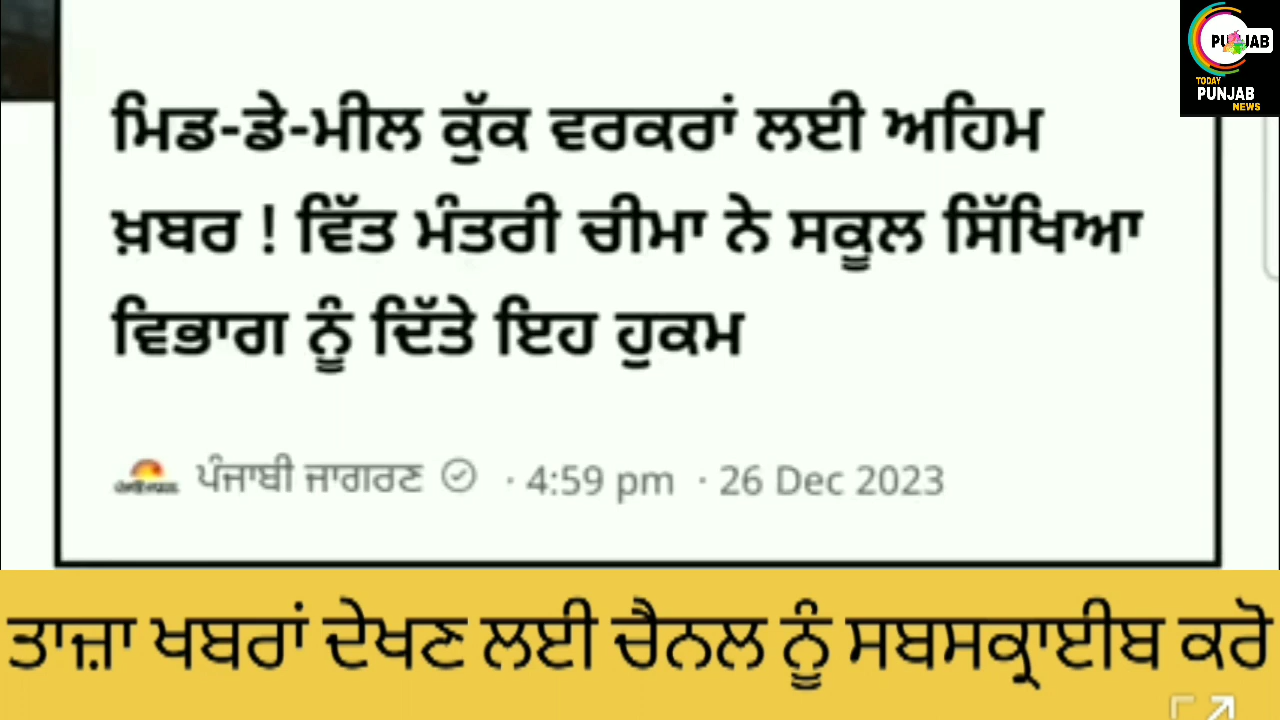 PUNJAB
TODAY
PUNJAB
NEWS
ਮਿਡ-ਡੇ-ਮੀਲ ਕੁੱਕ ਵਰਕਰਾਂ ਲਈ ਅਹਿਮ
ਖ਼ਬਰ ! ਵਿੱਤ ਮੰਤਰੀ ਚੀਮਾ ਨੇ ਸਕੂਲ ਸਿੱਖਿਆ
ਵਿਭਾਗ ਨੂੰ ਦਿੱਤੇ ਇਹ ਹੁਕਮ
ਪੰਜਾਬੀ ਜਾਗਰਣ · 4:59 pm · 26 Dec 2023
ਤਾਜ਼ਾ ਖਬਰਾਂ ਦੇਖਣ ਲਈ ਚੈਨਲ ਨੂੰ ਸਬਸਕ੍ਰਾਈਬ ਕਰੋ